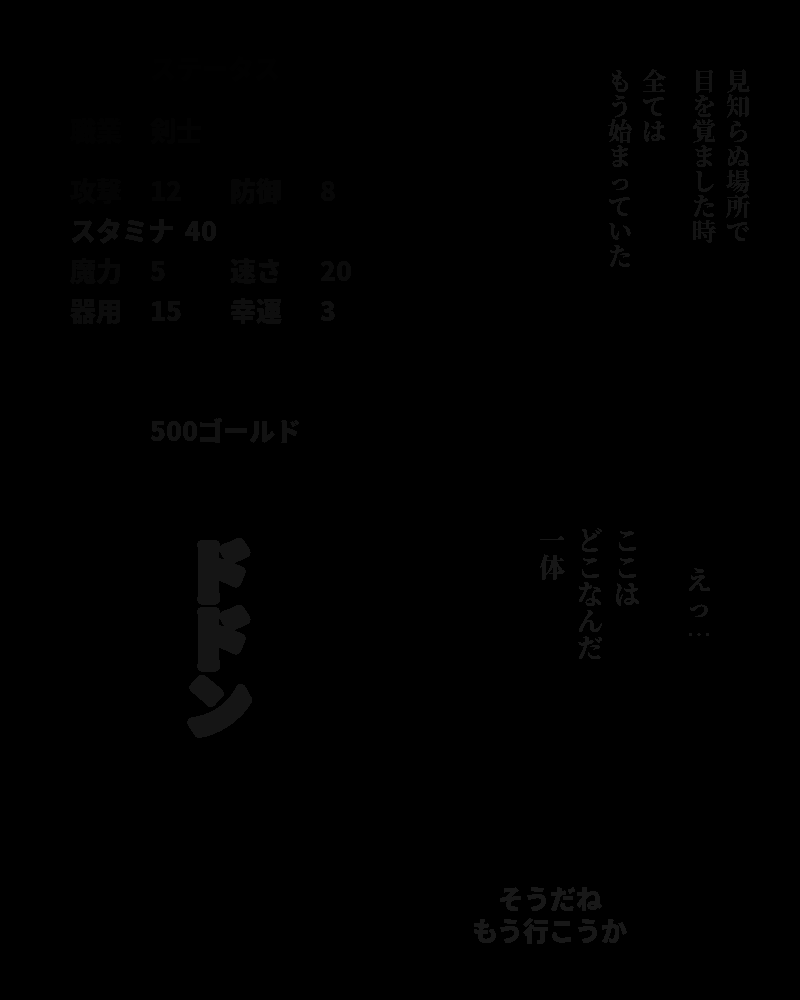 見知らぬ場所で
目を覚ました時
全ては
もう始まっていた
職業 剣士
攻撃 12 防御 8
スタミナ 40
魔力 5 速さ 20
器用 15 幸運 3
500ゴールド
えっ…
ここは
どこなんだ
一体
ドドン
そうだね
もう行こうか